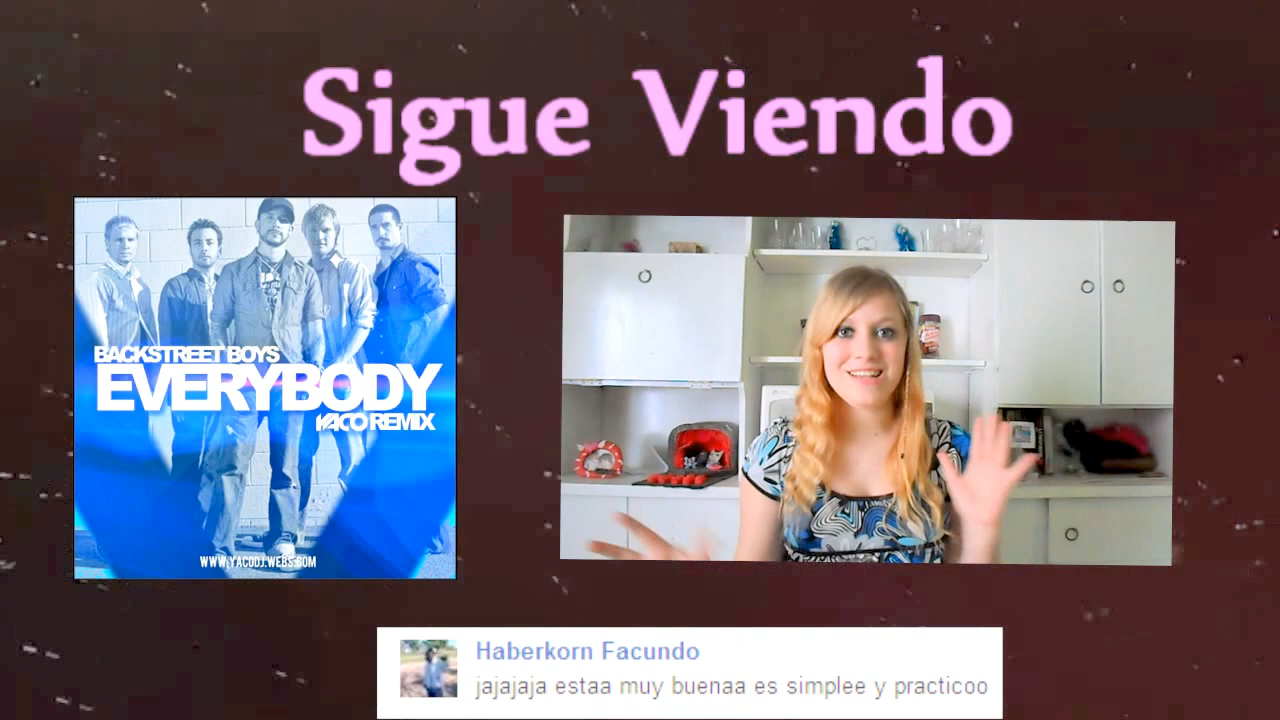 Sigue Viendo
BACKSTREET BOYS
EVERYBODY
YACO REMIX
WWW.YACODJ.WEBS.COM
Haberkorn Facundo
jajajaja estaa muy buenaa es simplee y practicoo